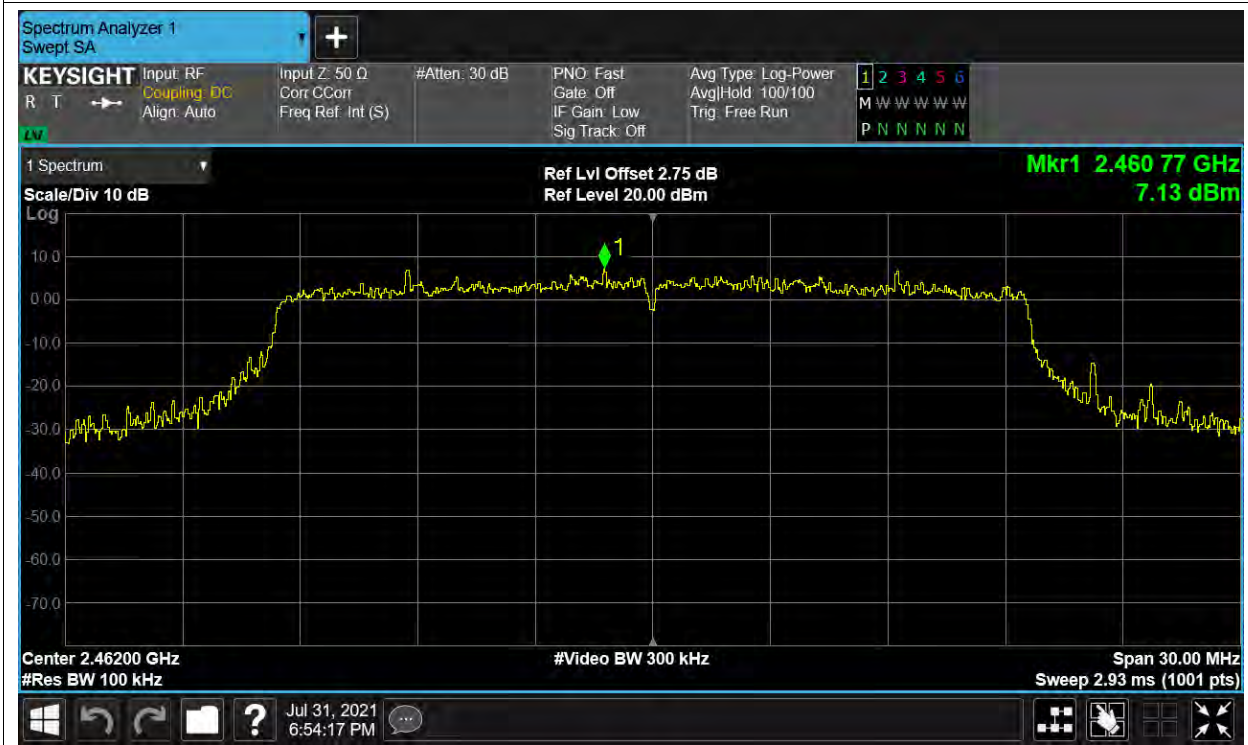 Spectrum Analyzer 1
Swept SA
+
KEYSIGHT
R T
LXI
Input: RF
Coupling: DC
Align: Auto
Input Z: 50 Ω
Corr CCorr
Freq Ref: Int (S)
#Atten: 30 dB
PNO: Fast
Gate: Off
IF Gain: Low
Sig Track: Off
Avg Type: Log-Power
Avg|Hold: 100/100
Trig: Free Run
1 2 3 4 5 6
M W W W W W
P N N N N N
1 Spectrum
Scale/Div 10 dB
Ref Lvl Offset 2.75 dB
Ref Level 20.00 dBm
Mkr1 2.460 77 GHz
7.13 dBm
Log
1
10.0
0.00
-10.0
-20.0
-30.0
-40.0
-50.0
-60.0
-70.0
Center 2.46200 GHz
#Res BW 100 kHz
#Video BW 300 kHz
Span 30.00 MHz
Sweep 2.93 ms (1001 pts)
?
Jul 31, 2021
6:54:17 PM